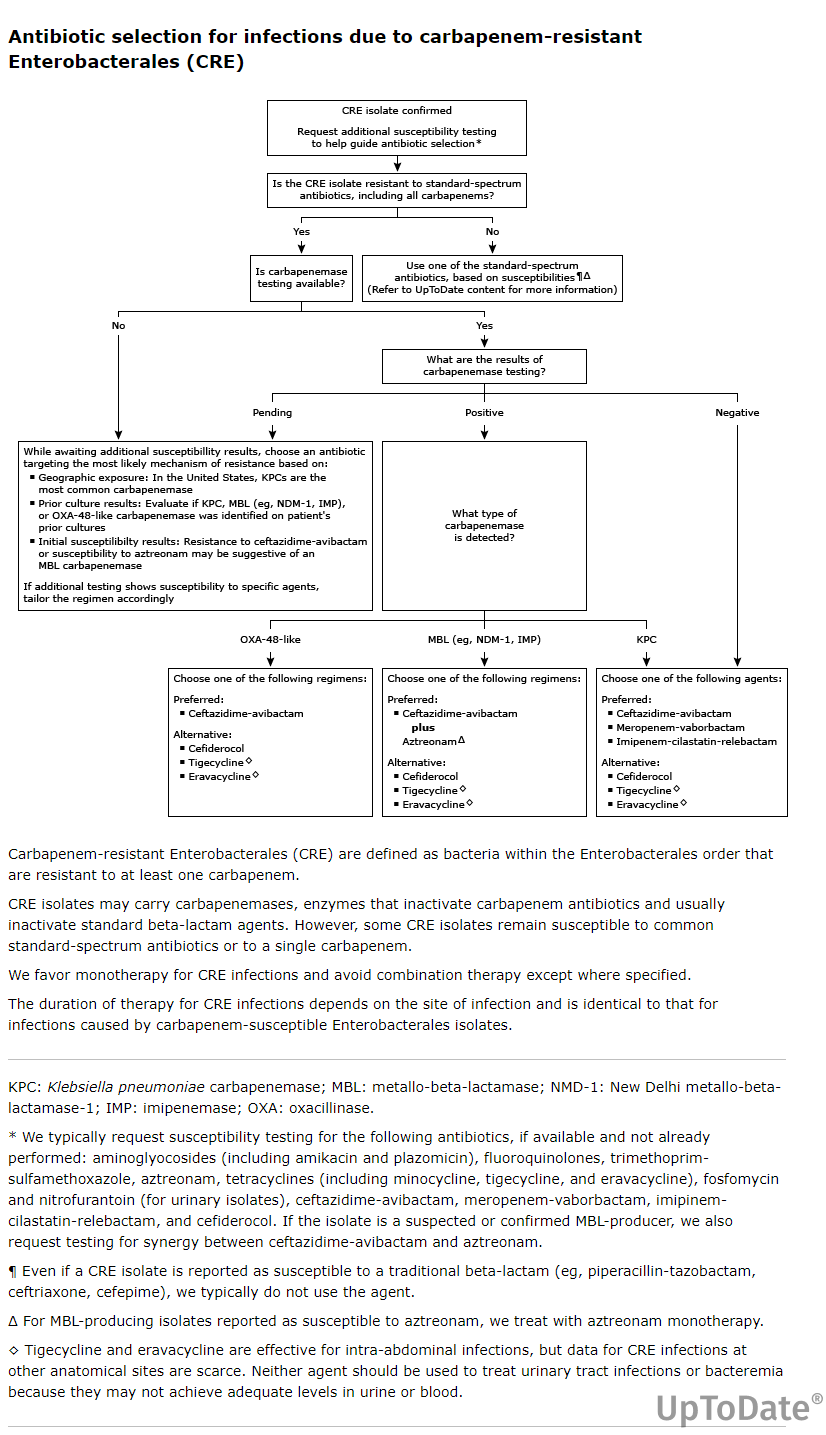 Antibiotic selection for infections due to carbapenem-resistant
Enterobacterales (CRE)
CRE isolate confirmed
Request additional susceptibility testing
to help guide antibiotic selection*
Is the CRE isolate resistant to standard-spectrum
antibiotics, including all carbapenems?
Yes
No
Is carbapenemase
testing available?
Use one of the standard-spectrum
antibiotics, based on susceptibilities¶Δ
(Refer to UpToDate content for more information)
No
Yes
What are the results of
carbapenemase testing?
Pending
Positive
Negative
While awaiting additional susceptibillity results, choose an antibiotic
targeting the most likely mechanism of resistance based on:
▪ Geographic exposure: In the United States, KPCs are the
most common carbapenemase
▪ Prior culture results: Evaluate if KPC, MBL (eg, NDM-1, IMP),
or OXA-48-like carbapenemase was identified on patient's
prior cultures
▪ Initial susceptilibilty results: Resistance to ceftazidime-avibactam
or susceptibility to aztreonam may be suggestive of an
MBL carbapenemase
If additional testing shows susceptibility to specific agents,
tailor the regimen accordingly
What type of
carbapenemase
is detected?
OXA-48-like
MBL (eg, NDM-1, IMP)
KPC
Choose one of the following regimens:
Preferred:
▪ Ceftazidime-avibactam
Alternative:
▪ Cefiderocol
▪ Tigecycline◇
▪ Eravacycline◇
Choose one of the following regimens:
Preferred:
▪ Ceftazidime-avibactam
plus
AztreonamΔ
Alternative:
▪ Cefiderocol
▪ Tigecycline◇
▪ Eravacycline◇
Choose one of the following agents:
Preferred:
▪ Ceftazidime-avibactam
▪ Meropenem-vaborbactam
▪ Imipenem-cilastatin-relebactam
Alternative:
▪ Cefiderocol
▪ Tigecycline◇
▪ Eravacycline◇
Carbapenem-resistant Enterobacterales (CRE) are defined as bacteria within the Enterobacterales order that
are resistant to at least one carbapenem.
CRE isolates may carry carbapenemases, enzymes that inactivate carbapenem antibiotics and usually
inactivate standard beta-lactam agents. However, some CRE isolates remain susceptible to common
standard-spectrum antibiotics or to a single carbapenem.
We favor monotherapy for CRE infections and avoid combination therapy except where specified.
The duration of therapy for CRE infections depends on the site of infection and is identical to that for
infections caused by carbapenem-susceptible Enterobacterales isolates.
KPC: Klebsiella pneumoniae carbapenemase; MBL: metallo-beta-lactamase; NMD-1: New Delhi metallo-beta-
lactamase-1; IMP: imipenemase; OXA: oxacillinase.
* We typically request susceptibility testing for the following antibiotics, if available and not already
performed: aminoglyocosides (including amikacin and plazomicin), fluoroquinolones, trimethoprim-
sulfamethoxazole, aztreonam, tetracyclines (including minocycline, tigecycline, and eravacycline), fosfomycin
and nitrofurantoin (for urinary isolates), ceftazidime-avibactam, meropenem-vaborbactam, imipinem-
cilastatin-relebactam, and cefiderocol. If the isolate is a suspected or confirmed MBL-producer, we also
request testing for synergy between ceftazidime-avibactam and aztreonam.
¶ Even if a CRE isolate is reported as susceptible to a traditional beta-lactam (eg, piperacillin-tazobactam,
ceftriaxone, cefepime), we typically do not use the agent.
Δ For MBL-producing isolates reported as susceptible to aztreonam, we treat with aztreonam monotherapy.
◇ Tigecycline and eravacycline are effective for intra-abdominal infections, but data for CRE infections at
other anatomical sites are scarce. Neither agent should be used to treat urinary tract infections or bacteremia
because they may not achieve adequate levels in urine or blood.
UpToDate®